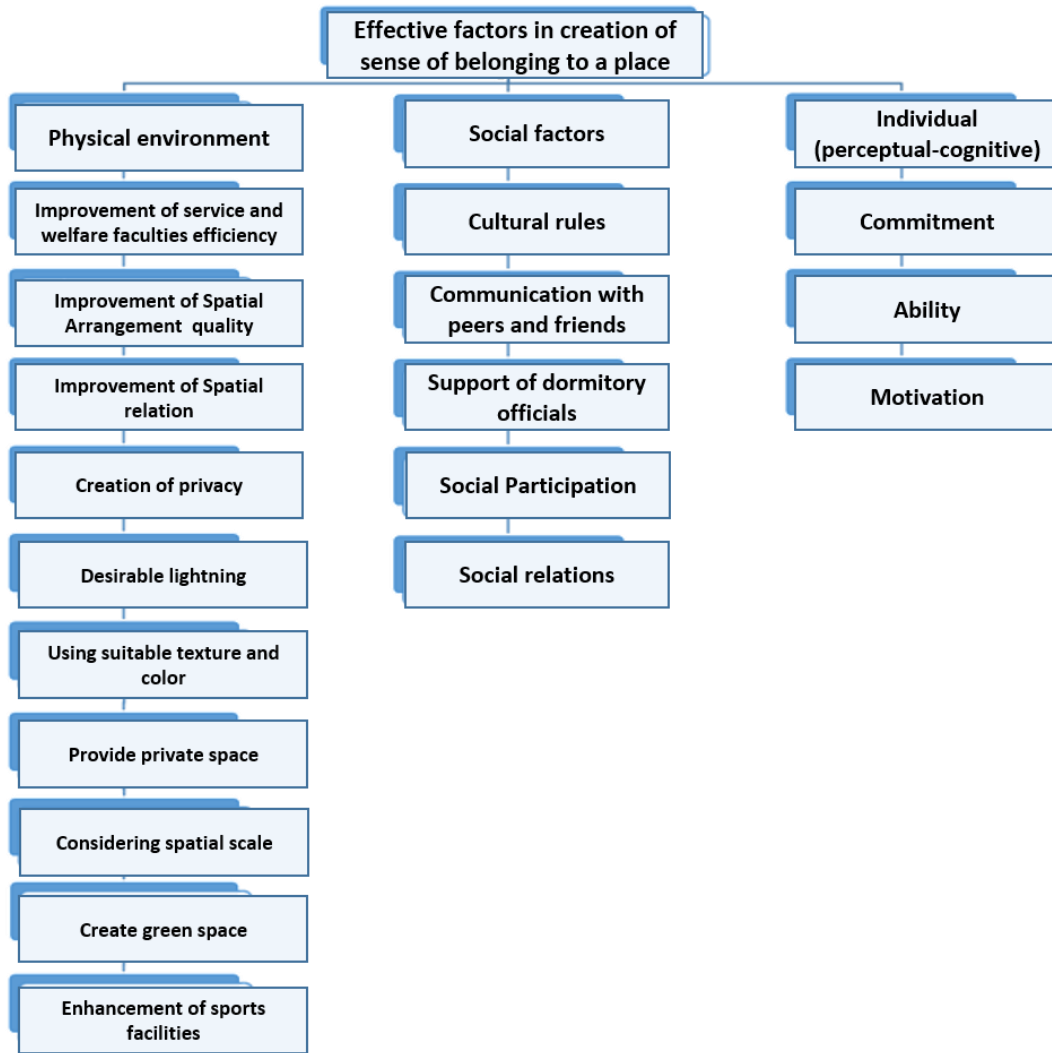 Effective factors in creation of
sense of belonging to a place
Physical environment
Improvement of service and
welfare faculties efficiency
Improvement of Spatial
Arrangement quality
Improvement of Spatial
relation
Creation of privacy
Desirable lightning
Using suitable texture and
color
Provide private space
Considering spatial scale
Create green space
Enhancement of sports
facilities
Social factors
Cultural rules
Communication with
peers and friends
Support of dormitory
officials
Social Participation
Social relations
Individual
(perceptual-cognitive)
Commitment
Ability
Motivation